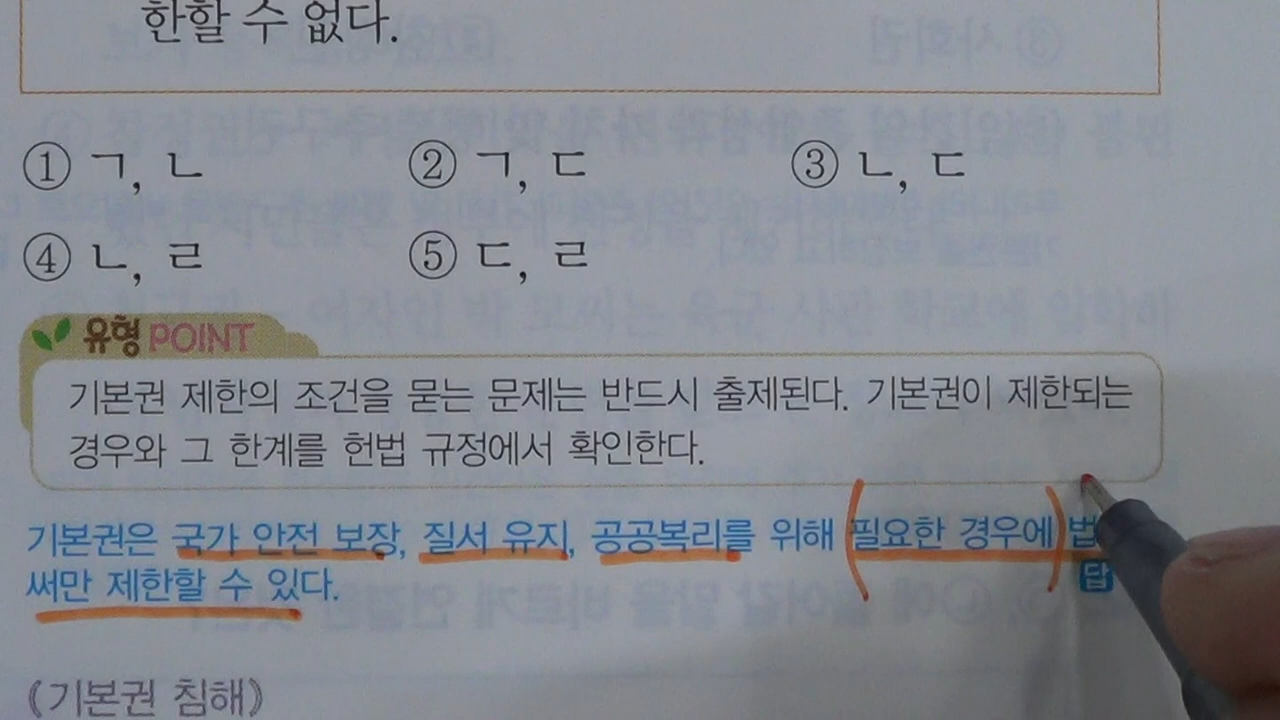 한할 수 없다.
① ㄱ, ㄴ ② ㄱ, ㄷ ③ ㄴ, ㄷ
④ ㄴ, ㄹ ⑤ ㄷ, ㄹ
유형 POINT
기본권 제한의 조건을 묻는 문제는 반드시 출제된다. 기본권이 제한되는
경우와 그 한계를 헌법 규정에서 확인한다.
기본권은 국가 안전 보장, 질서 유지, 공공복리를 위해 필요한 경우에 법
써만 제한할 수 있다.
답
《기본권 침해》